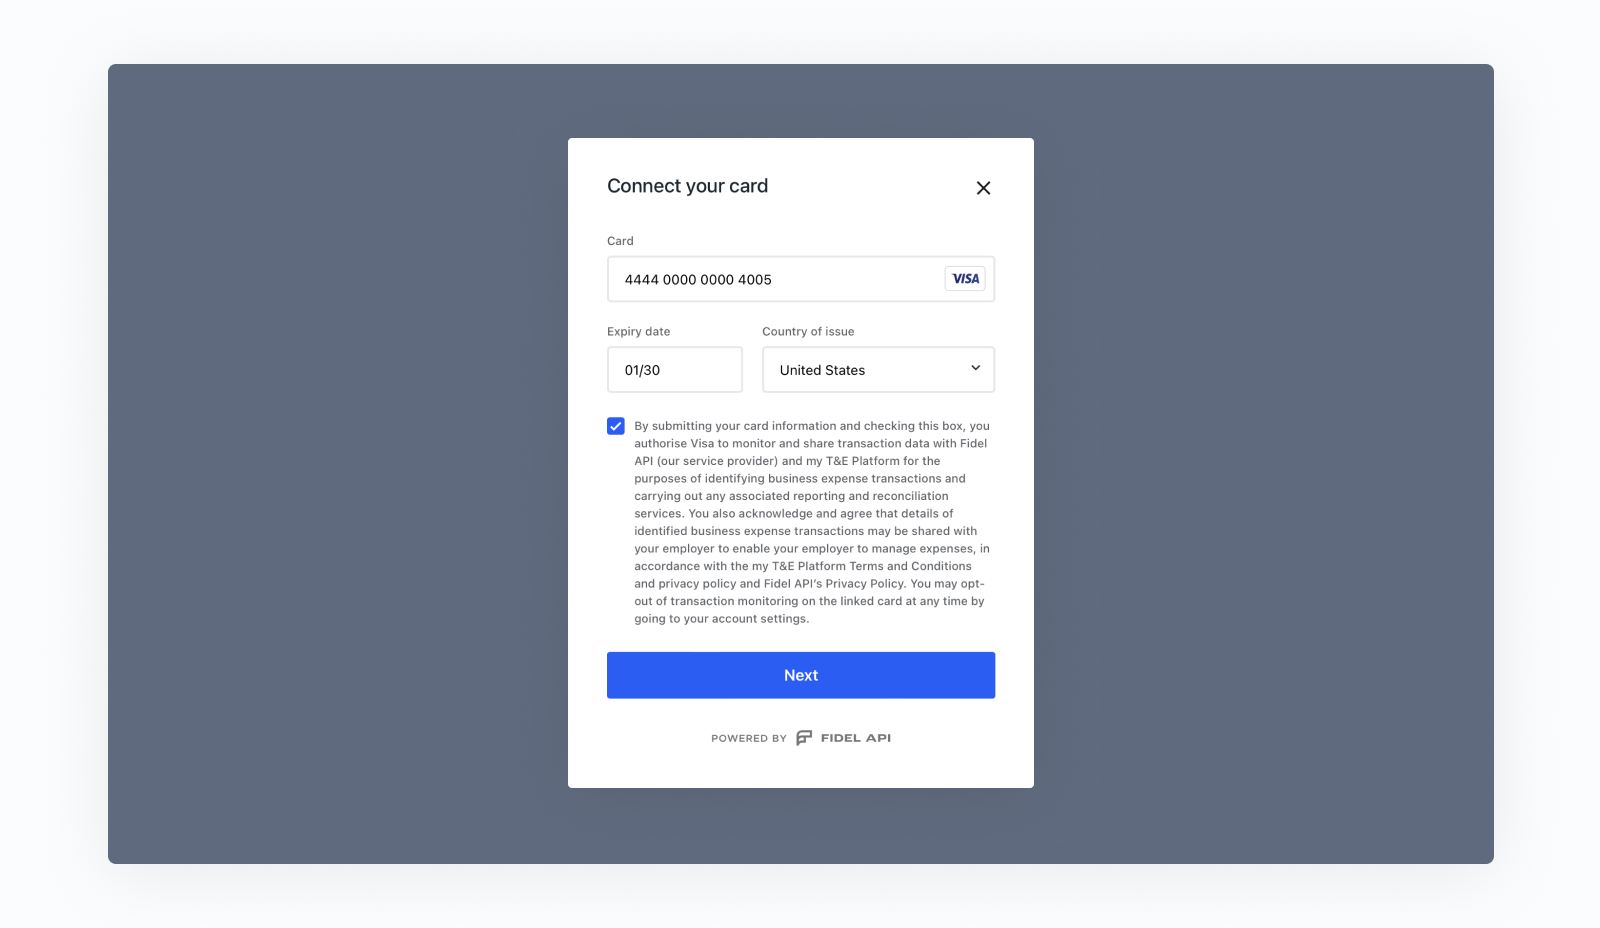 Connect your card
Card
4444 0000 0000 4005
VISA
Expiry date
Country of issue
01/30
United States
By submitting your card information and checking this box, you
authorise Visa to monitor and share transaction data with Fidel
API (our service provider) and my T&E Platform for the
purposes of identifying business expense transactions and
carrying out any associated reporting and reconciliation
services. You also acknowledge and agree that details of
identified business expense transactions may be shared with
your employer to enable your employer to manage expenses, in
accordance with the my T&E Platform Terms and Conditions
and privacy policy and Fidel API's Privacy Policy. You may opt-
out of transaction monitoring on the linked card at any time by
going to your account settings.
Next
POWERED BY FIDEL API